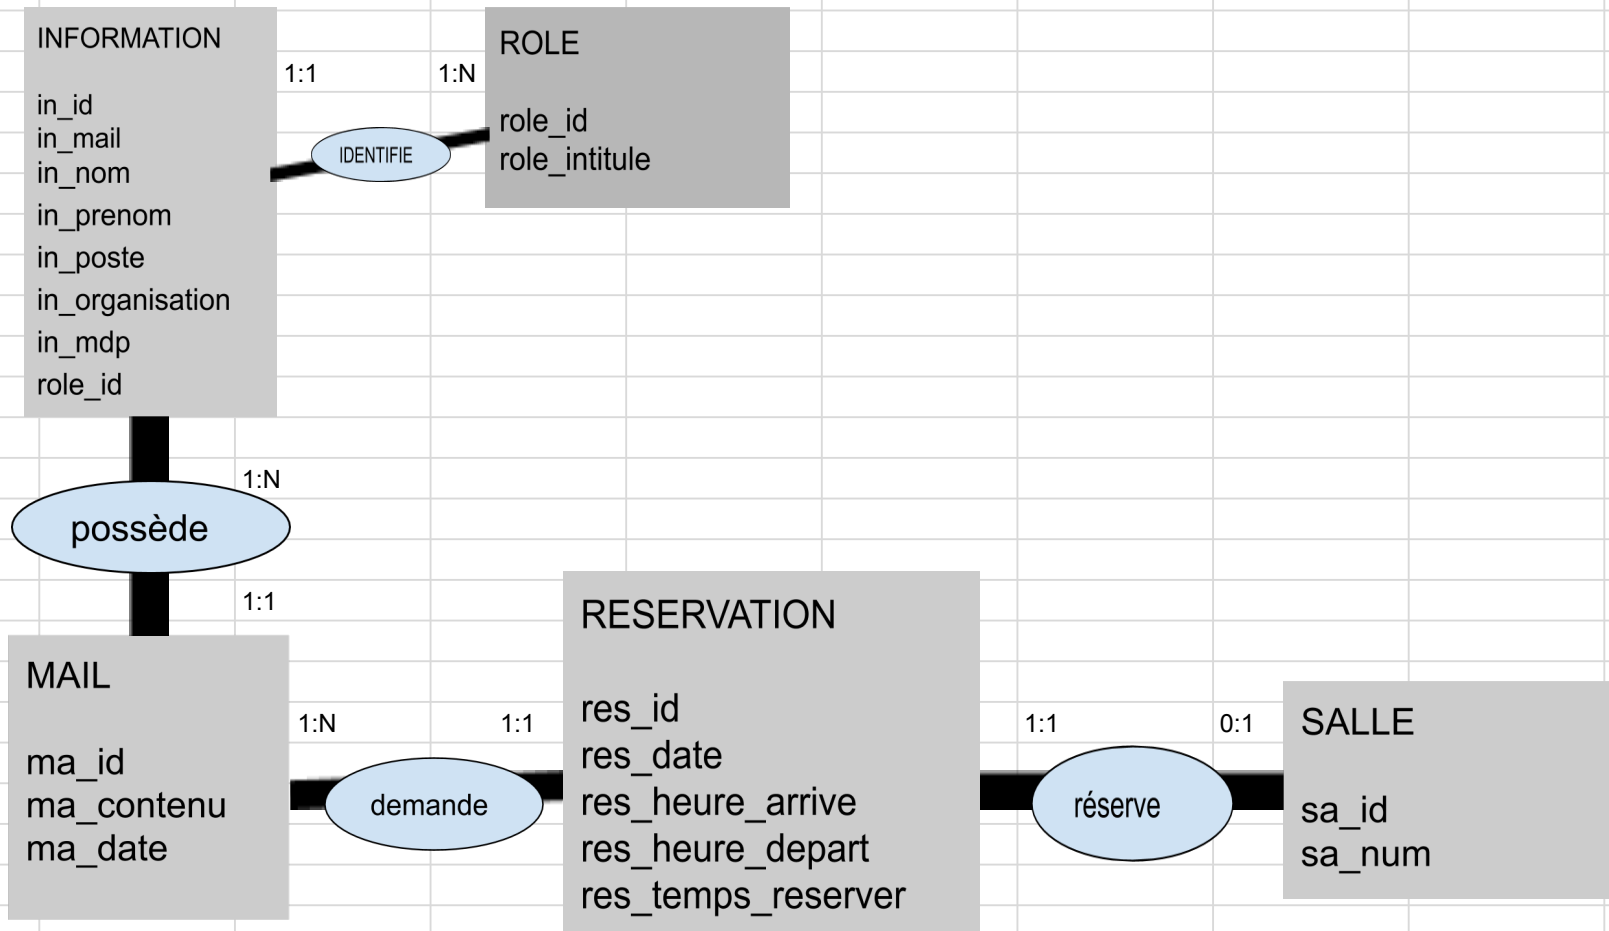 INFORMATION
in_id
in_mail
in_nom
in_prenom
in_poste
in_organisation
in_mdp
role_id
1:1
1:N
IDENTIFIE
ROLE
role_id
role_intitule
1:N
possède
1:1
MAIL
ma_id
ma_contenu
ma_date
1:N
1:1
demande
RESERVATION
res_id
res_date
res_heure_arrive
res_heure_depart
res_temps_reserver
1:1
0:1
réserve
SALLE
sa_id
sa_num